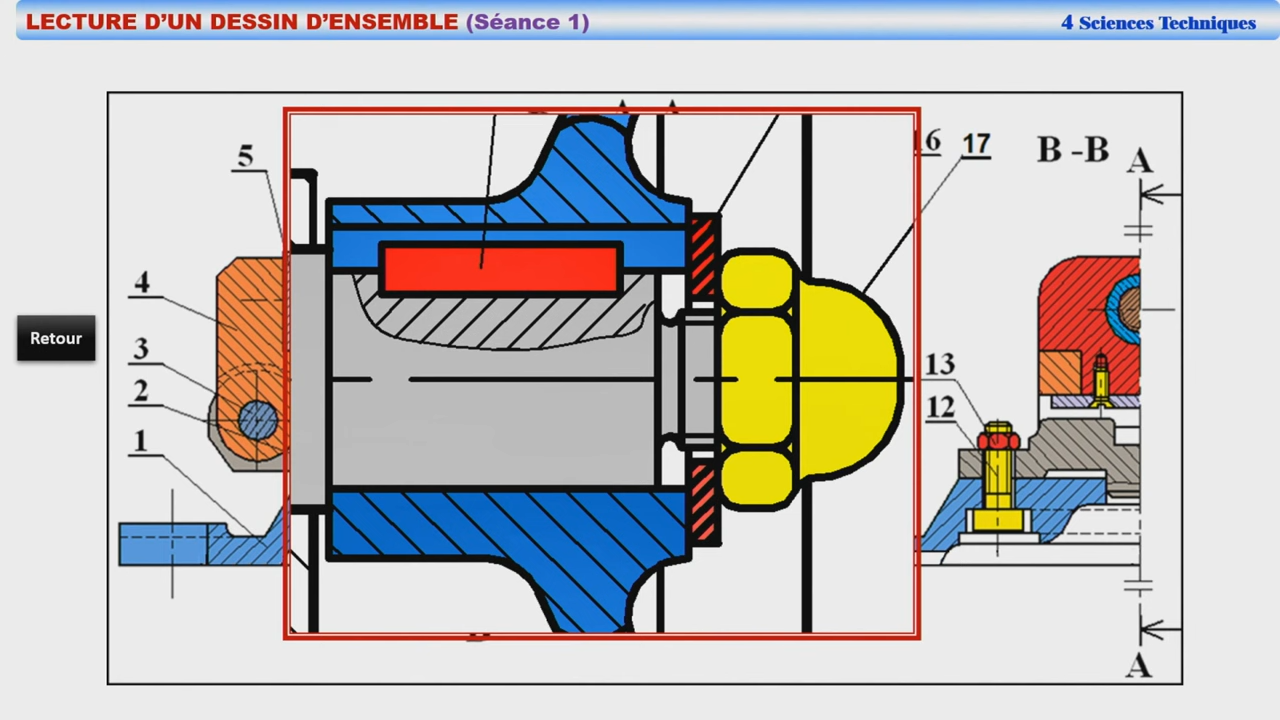 LECTURE D’UN DESSIN D’ENSEMBLE (Séance 1)
4 Sciences Techniques
5
16
17
B -B
A
4
Retour
3
2
1
13
12
A